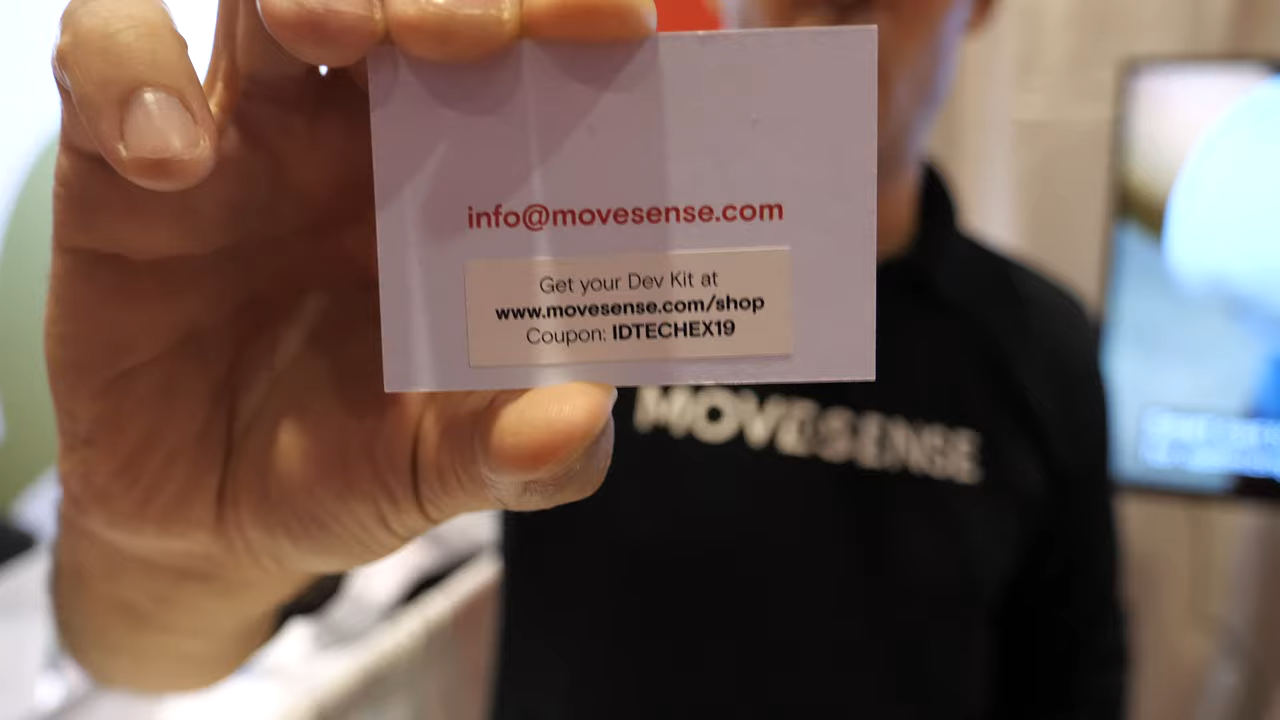 info@movesense.com
Get your Dev Kit at
www.movesense.com/shop
Coupon: IDTECHEX19
MOVESENSE